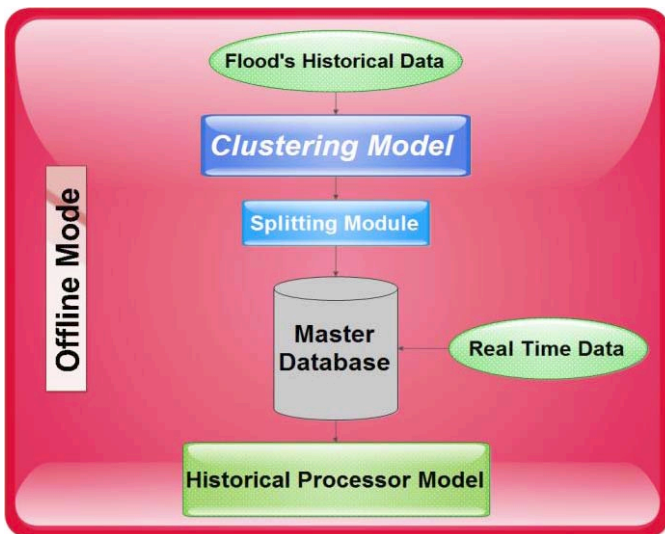 Flood's Historical Data
Clustering Model
Splitting Module
Offline Mode
Master
Database
Real Time Data
Historical Processor Model